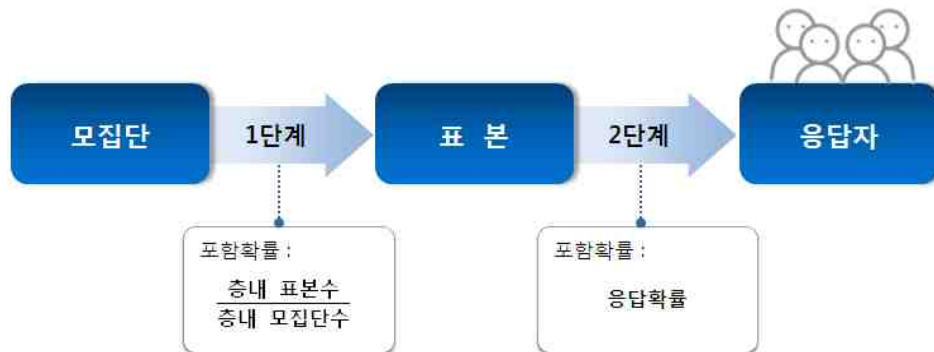 모집단
1단계
표 본
2단계
응답자
포함확률 :
층내 표본수
층내 모집단수
포함확률 :
응답확률